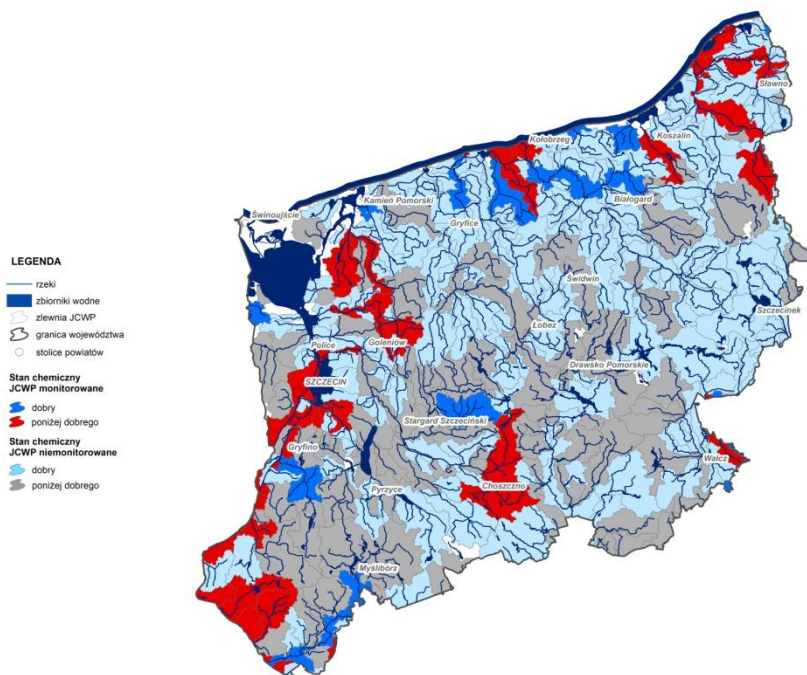 Sławno
Kołobrzeg
Koszalin
Kamień Pomorski
Białogard
Świnoujście
Gryfice
LEGENDA
rzeki
zbiorniki wodne
zlewnia JCWP
granica województwa
stolice powiatów
Stan chemiczny
JCWP monitorowane
dobry
poniżej dobrego
Stan chemiczny
JCWP niemonitorowane
dobry
poniżej dobrego
Świdwin
Szczecinek
Łobez
Police
Goleniów
Drawsko Pomorskie
SZCZECIN
Stargard Szczeciński
Gryfino
Wałcz
Choszczno
Pyrzyce
Myślibórz